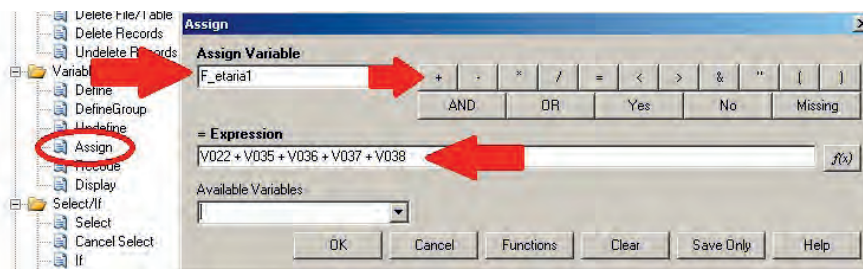 Delete File/Table
Delete Records
Undelete Records
Variabl
Define
DefineGroup
Undefine
Assign
Recode
Display
Select/If
Select
Cancel Select
If
Assign
Assign Variable
F_etaria1
+ - * / = < > & " ( )
AND OR Yes No Missing
= Expression
V022 + V035 + V036 + V037 + V038
f(x)
Available Variables
OK Cancel Functions Clear Save Only Help